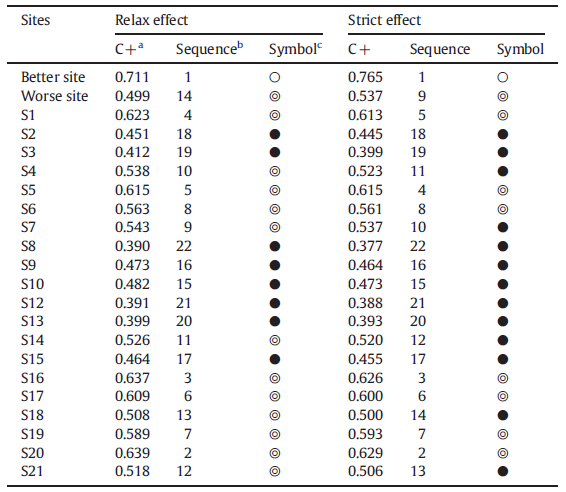 Sites Relax effect Strict effect
C+a Sequenceb Symbolc C+ Sequence Symbol
Better site 0.711 1 ○ 0.765 1 ○
Worse site 0.499 14 ◎ 0.537 9 ◎
S1 0.623 4 ◎ 0.613 5 ◎
S2 0.451 18 ● 0.445 18 ●
S3 0.412 19 ● 0.399 19 ●
S4 0.538 10 ◎ 0.523 11 ●
S5 0.615 5 ◎ 0.615 4 ◎
S6 0.563 8 ◎ 0.561 8 ◎
S7 0.543 9 ◎ 0.537 10 ●
S8 0.390 22 ● 0.377 22 ●
S9 0.473 16 ● 0.464 16 ●
S10 0.482 15 ● 0.473 15 ●
S12 0.391 21 ● 0.388 21 ●
S13 0.399 20 ● 0.393 20 ●
S14 0.526 11 ◎ 0.520 12 ●
S15 0.464 17 ● 0.455 17 ●
S16 0.637 3 ◎ 0.626 3 ◎
S17 0.609 6 ◎ 0.600 6 ◎
S18 0.508 13 ◎ 0.500 14 ●
S19 0.589 7 ◎ 0.593 7 ◎
S20 0.639 2 ◎ 0.629 2 ◎
S21 0.518 12 ◎ 0.506 13 ●